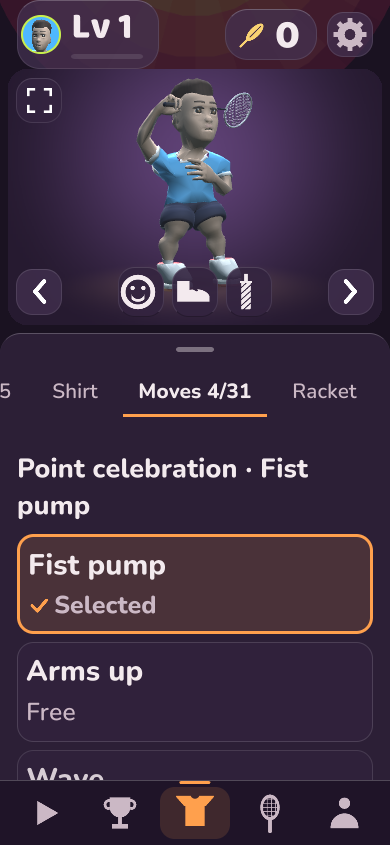 Lv 1
0
5
Shirt
Moves 4/31
Racket
Point celebration · Fist
pump
Fist pump
Selected
Arms up
Free
Wave